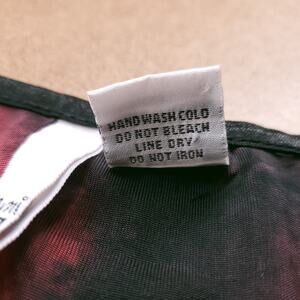 HAND WASH COLD
DO NOT BLEACH
LINE DRY
DO NOT IRON